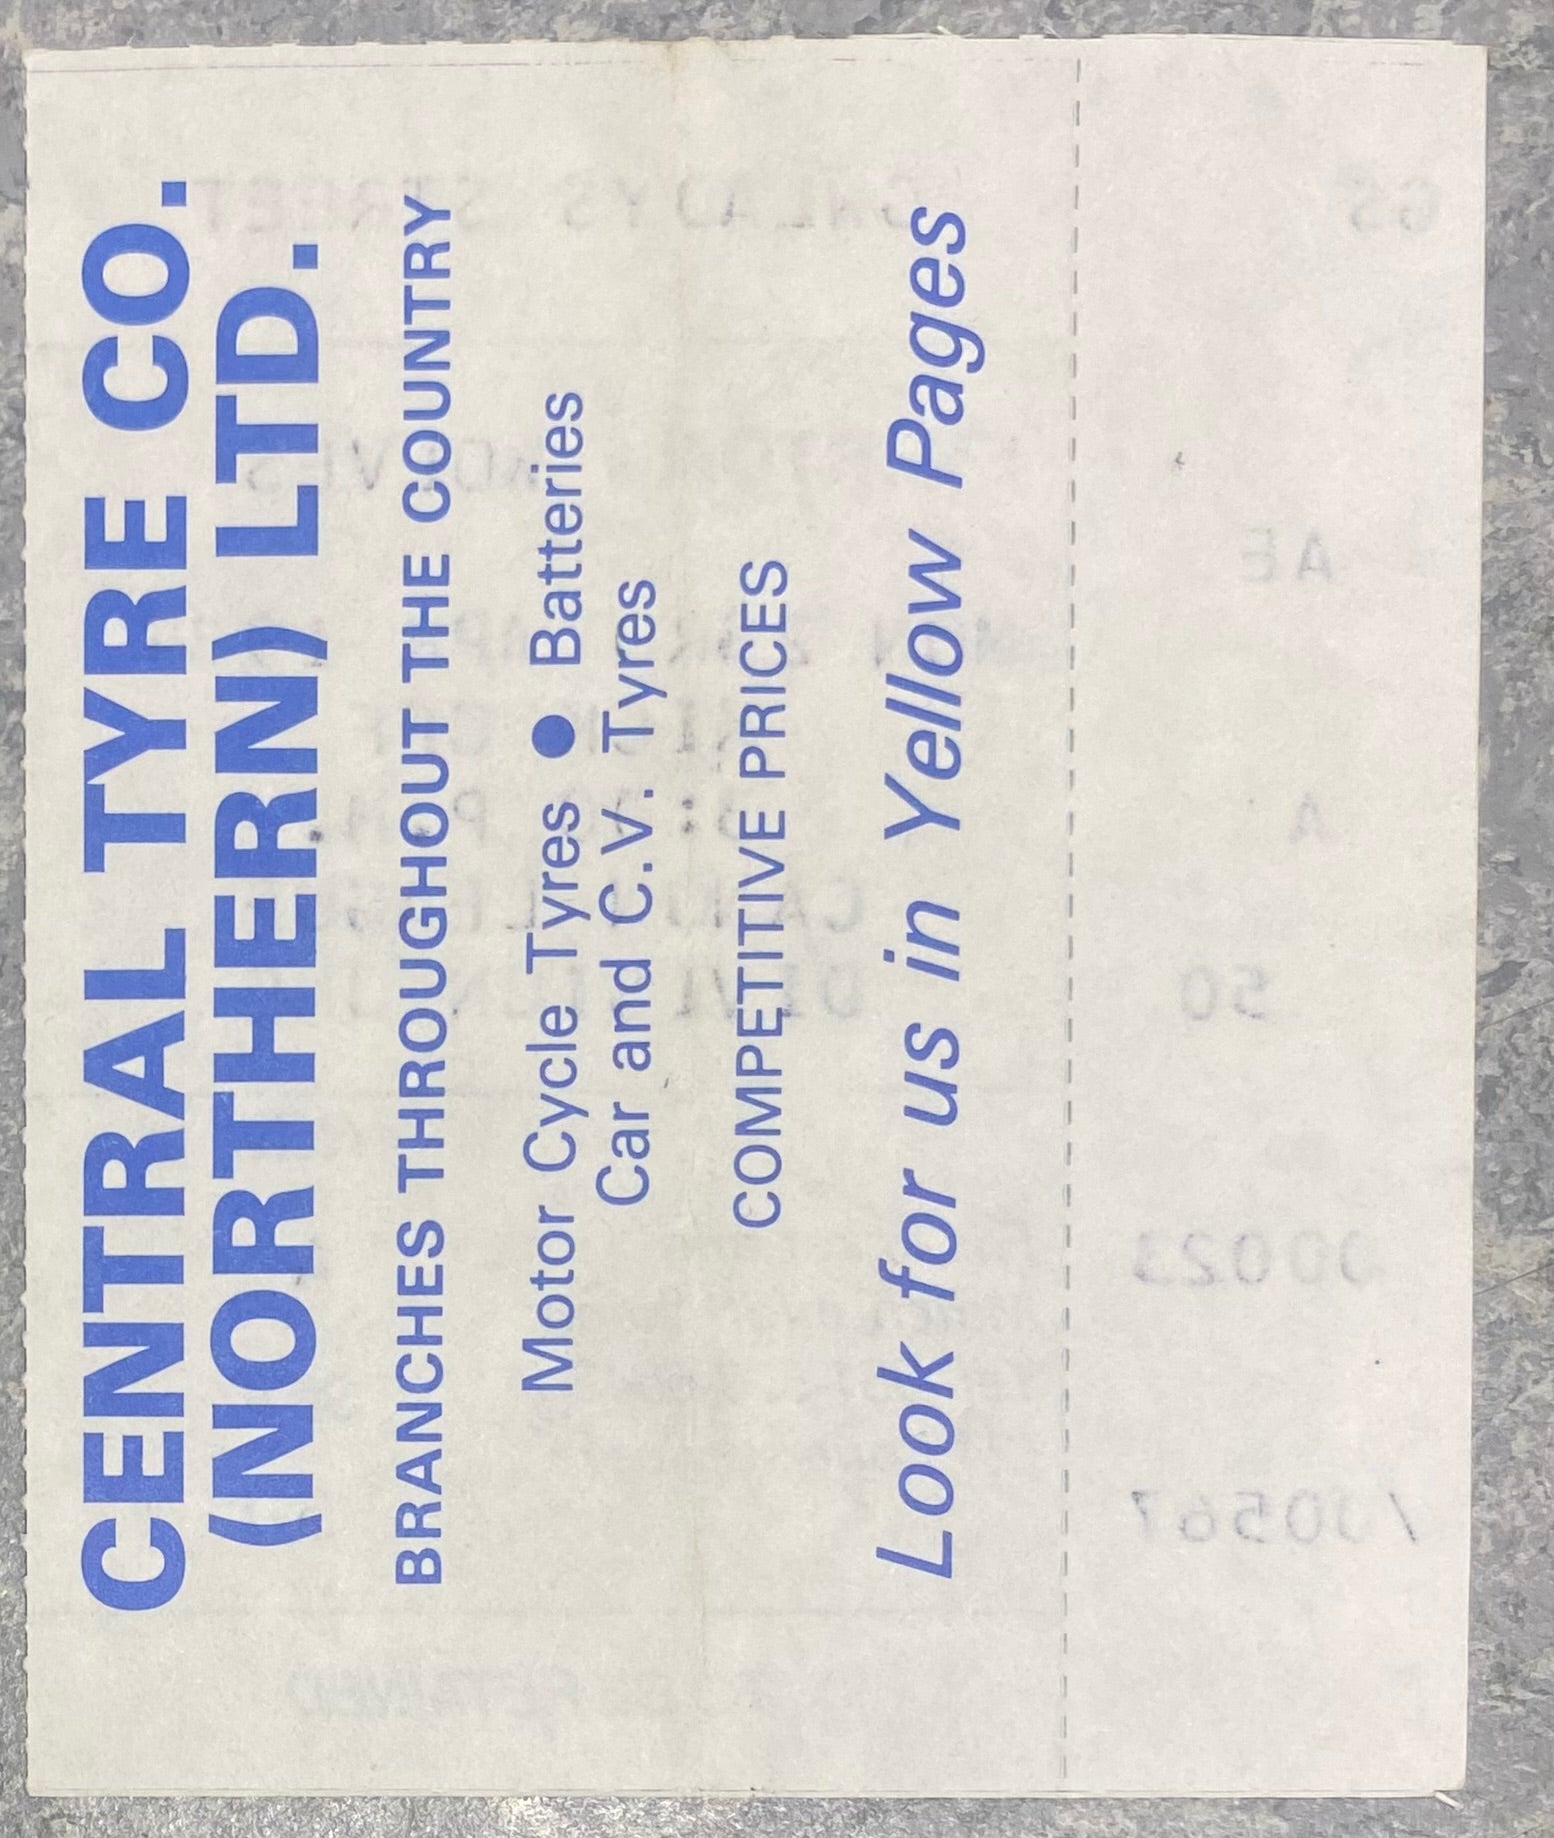 CENTRAL TYRE CO.
(NORTHERN) LTD.
BRANCHES THROUGHOUT THE COUNTRY
Motor Cycle Tyres ● Batteries
Car and C.V. Tyres
COMPETITIVE PRICES
Look for us in Yellow Pages